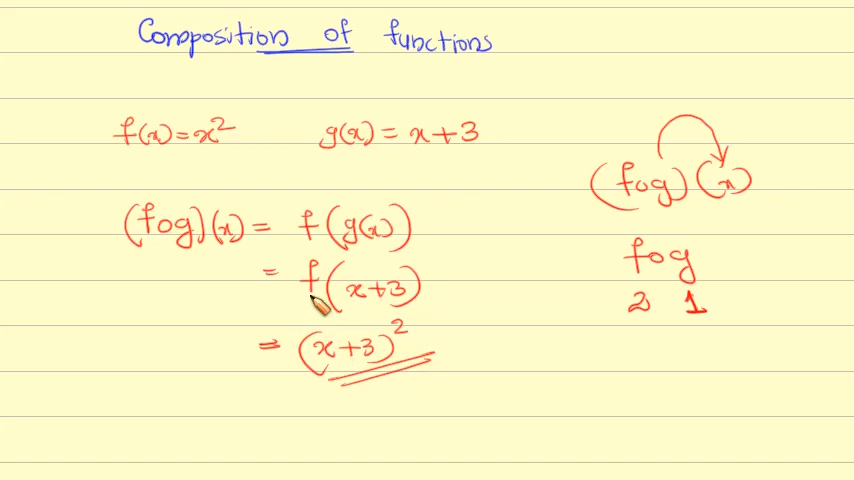 Composition of functions
f(x) = x² g(x) = x+3
(fog)(x)
(fog)(x) = f(g(x))
fog
= f(x+3)
2 1
= (x+3)²